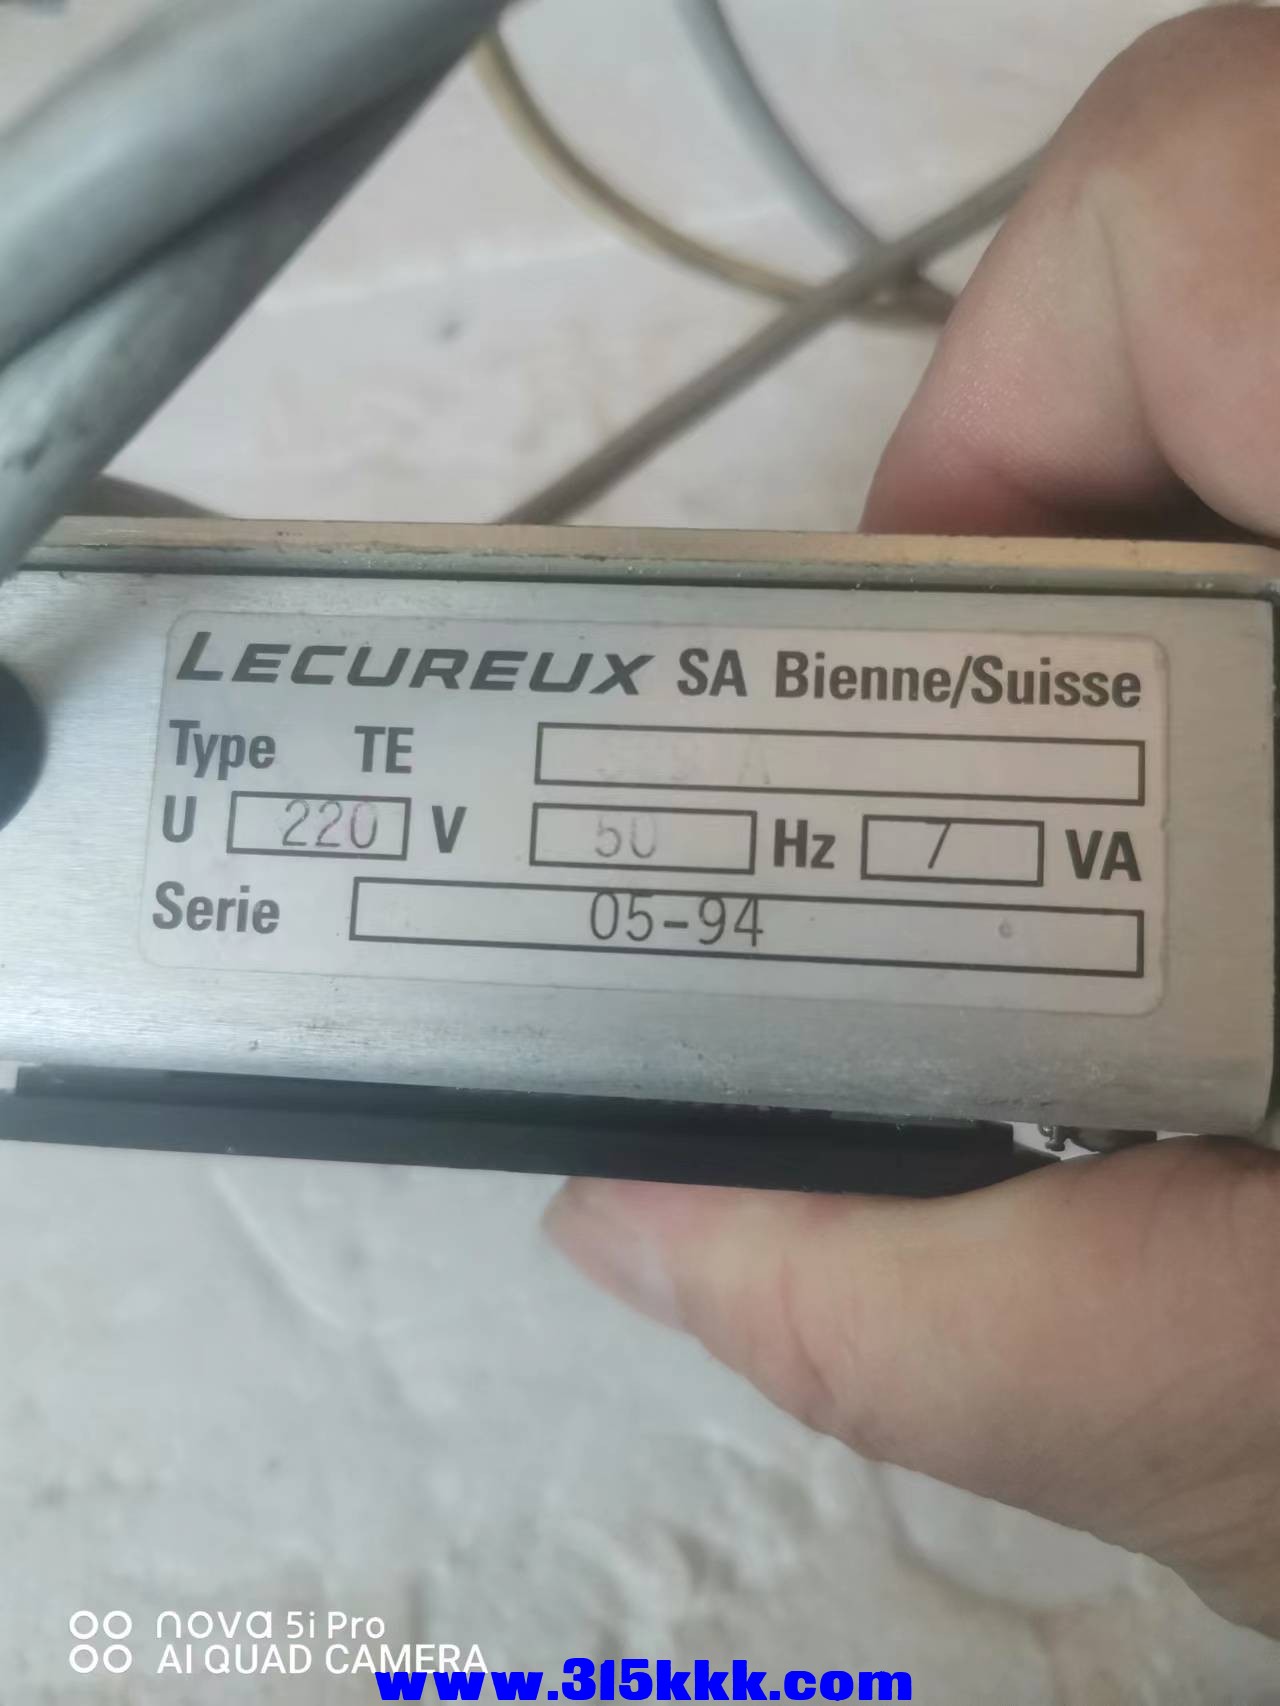 LECUREUX SA Bienne/Suisse
Type TE
U 220 V 50 Hz 7 VA
Serie 05-94
nova 5i Pro
AI QUAD CAMERA
www.315kkk.com